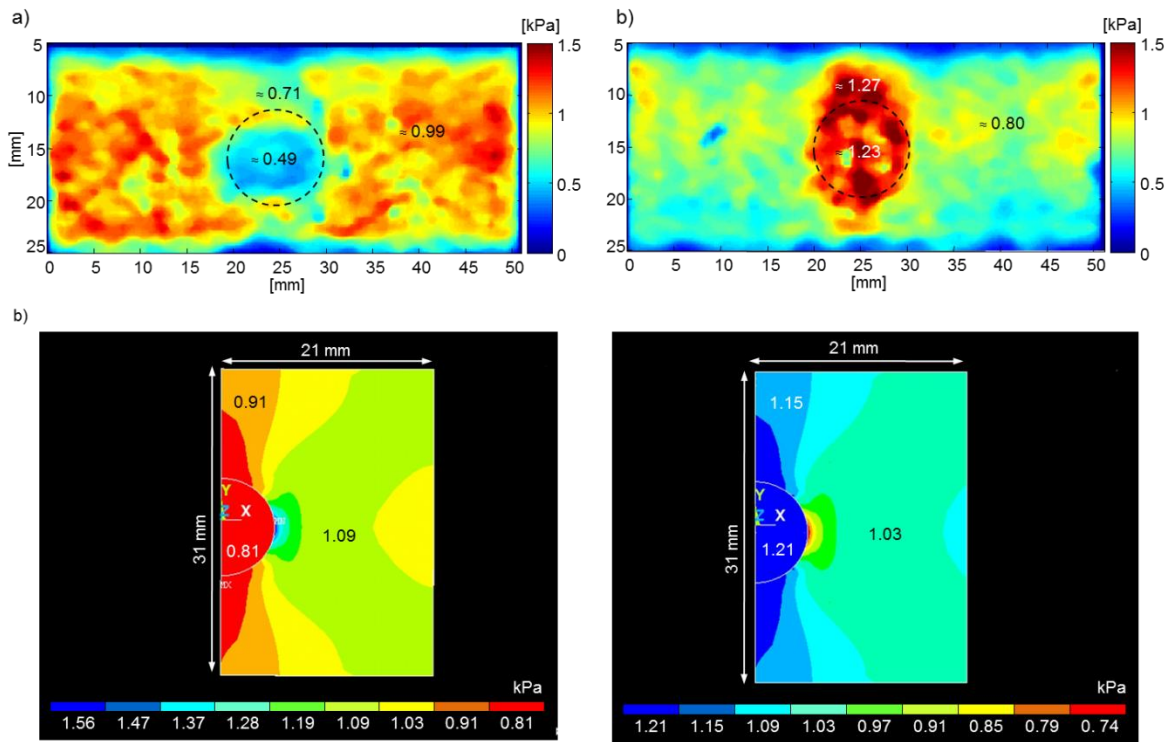 a)
b)
[kPa]
[kPa]
5
10
15
20
25
[mm]
≈ 0.71
≈ 0.99
≈ 0.49
1.5
1
0.5
0
0 5 10 15 20 25 30 35 40 45 50
[mm]
5
10
15
20
25
[mm]
≈ 1.27
≈ 0.80
≈ 1.23
1.5
1
0.5
0
0 5 10 15 20 25 30 35 40 45 50
[mm]
b)
21 mm
31 mm
0.91
Y
Z X
0.81
1.09
MX
kPa
1.56 1.47 1.37 1.28 1.19 1.09 1.03 0.91 0.81
21 mm
31 mm
1.15
Y
Z X
1.21
1.03
kPa
1.21 1.15 1.09 1.03 0.97 0.91 0.85 0.79 0. 74